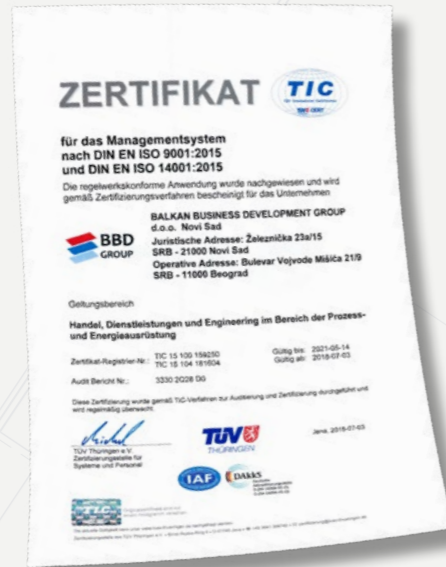 ZERTIFIKAT
TIC
für das Managementsystem
nach DIN EN ISO 9001:2015
und DIN EN ISO 14001:2015
Die regelwerkskonforme Anwendung wurde nachgewiesen und wird
gemäß Zertifizierungsverfahren bescheinigt für das Unternehmen
BBD
GROUP
BALKAN BUSINESS DEVELOPMENT GROUP
d.o.o. Novi Sad
Juristische Adresse: Železnička 23a/15
SRB - 21000 Novi Sad
Operative Adresse: Bulevar Vojvode Mišića 21/9
SRB - 11000 Beograd
Geltungsbereich
Handel, Dienstleistungen und Engineering im Bereich der Prozess-
und Energieausrüstung
Zertifikat-Registrier-Nr.: TIC 15 100 159250
TIC 15 104 181604
Gültig bis: 2021-05-14
Gültig ab: 2018-07-03
Audit Bericht Nr.: 3330 2G28 D0
Diese Zertifizierung wurde gemäß TIC-Verfahren zur Auditierung und Zertifizierung durchgeführt und
wird regelmäßig überwacht.
TÜV Thüringen e.V.
Zertifizierungsstelle für
Systeme und Personal
TÜV
THÜRINGEN
Jena, 2018-07-03
IAF
DAkkS
TIC